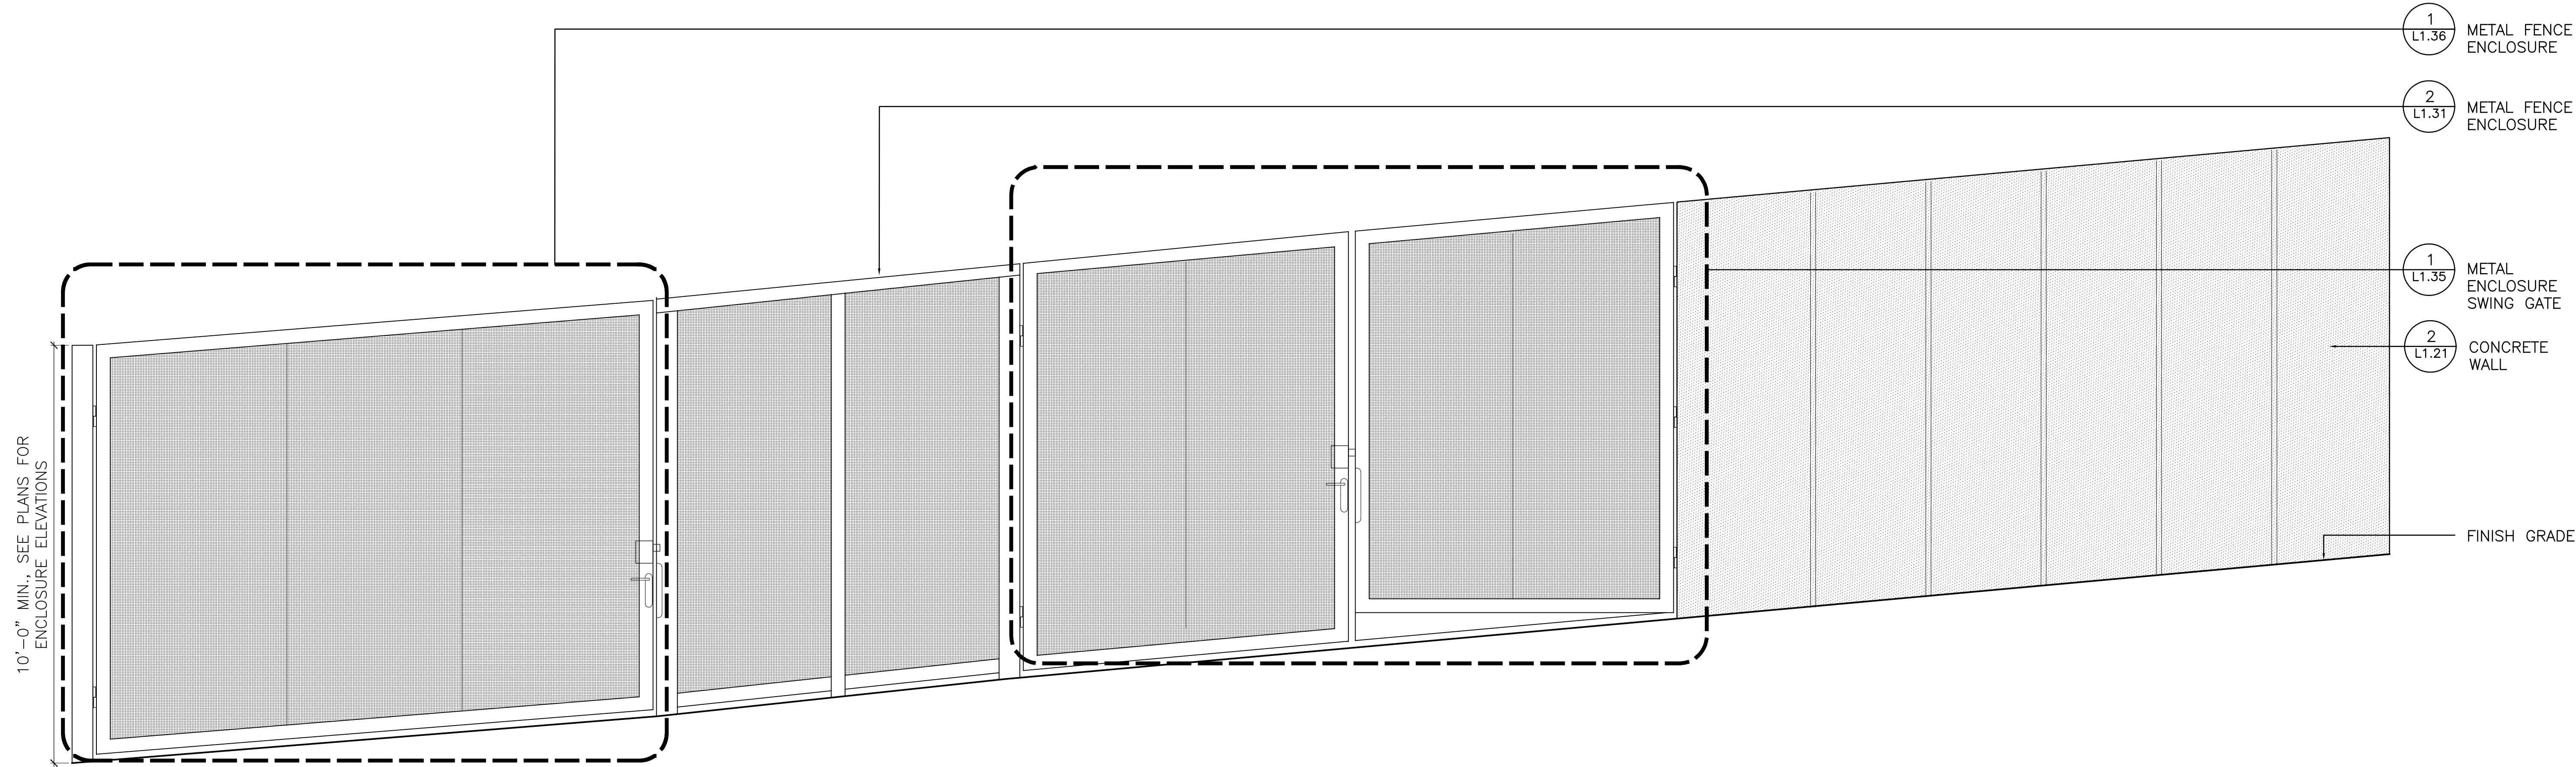 1
L1.36
METAL FENCE
ENCLOSURE
2
L1.31
METAL FENCE
ENCLOSURE
1
L1.35
METAL
ENCLOSURE
SWING GATE
2
L1.21
CONCRETE
WALL
FINISH GRADE
10'-0" MIN., SEE PLANS FOR
ENCLOSURE ELEVATIONS